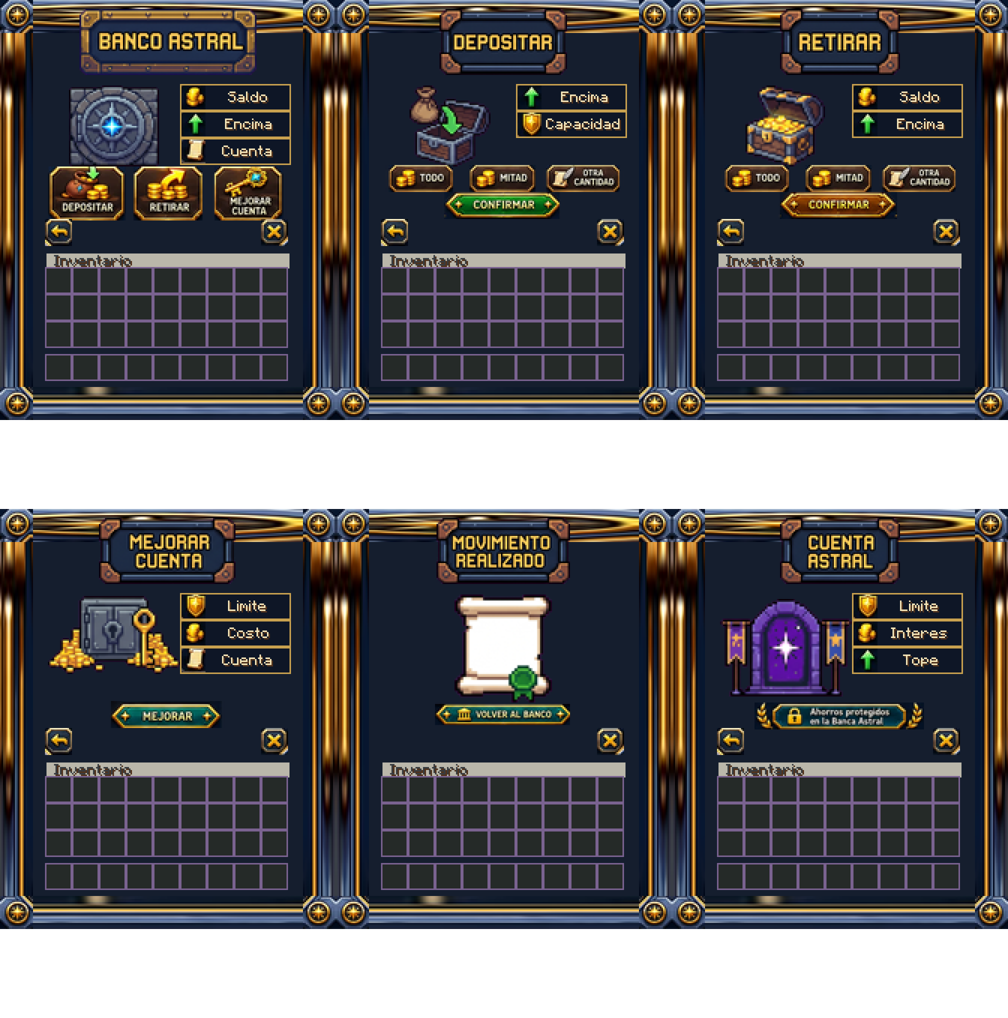 BANCO ASTRAL
Saldo
Encima
Cuenta
DEPOSITAR
RETIRAR
MEJORAR
CUENTA
Inventario
DEPOSITAR
Encima
Capacidad
TODO
MITAD
OTRA
CANTIDAD
CONFIRMAR
Inventario
RETIRAR
Saldo
Encima
TODO
MITAD
OTRA
CANTIDAD
CONFIRMAR
Inventario
MEJORAR
CUENTA
Limite
Costo
Cuenta
MEJORAR
Inventario
MOVIMIENTO
REALIZADO
VOLVER AL BANCO
Inventario
CUENTA
ASTRAL
Limite
Interes
Tope
Ahorros protegidos
en la Banca Astral
Inventario